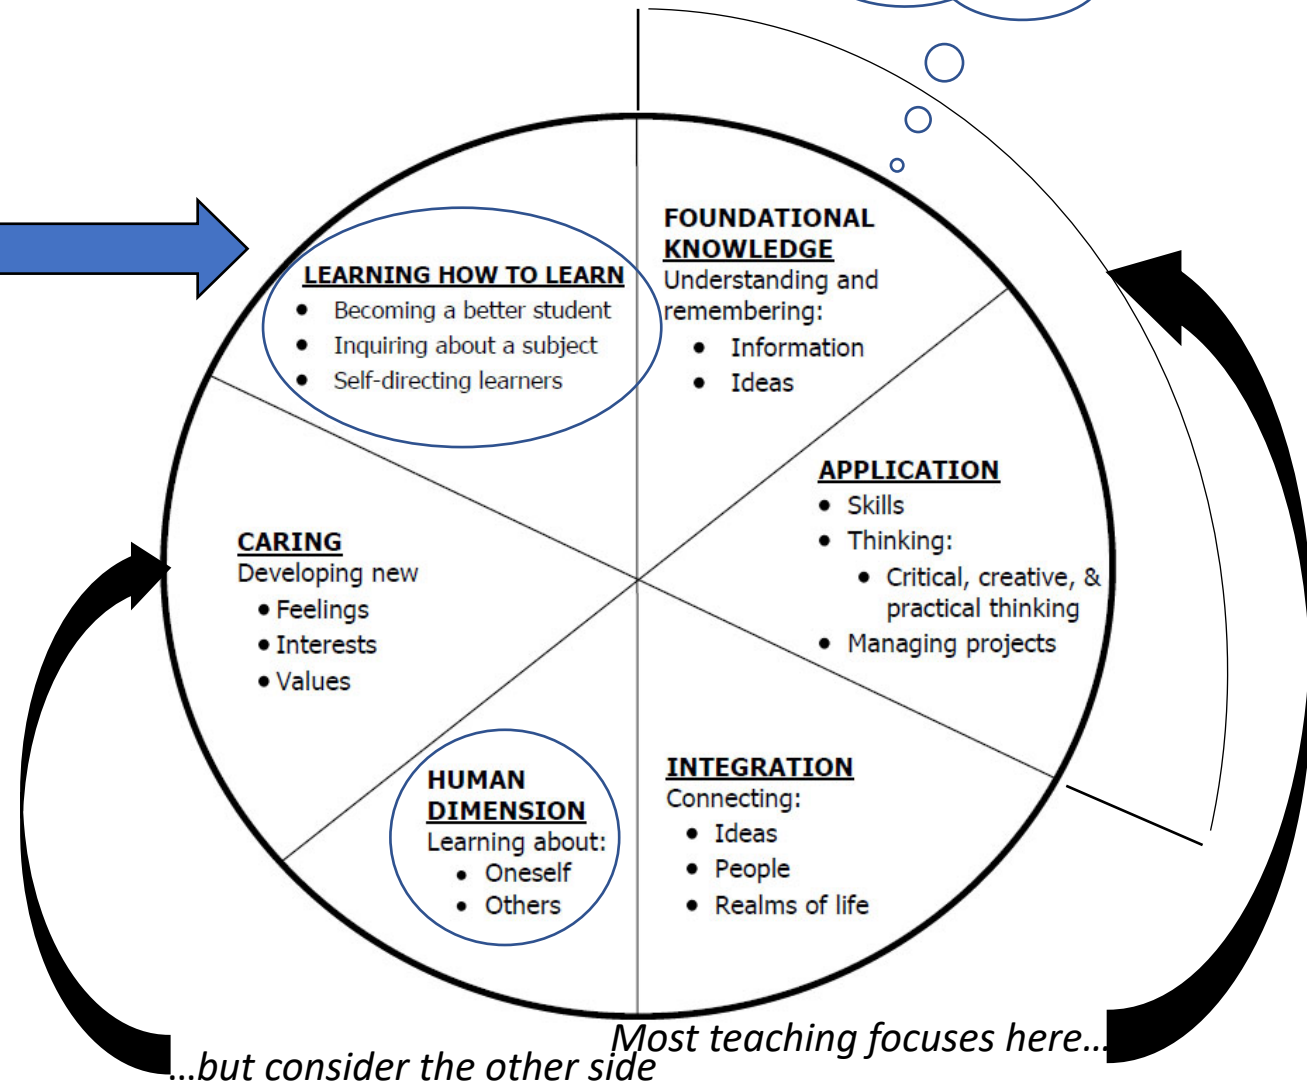 FOUNDATIONAL
KNOWLEDGE
Understanding and
remembering:
• Information
• Ideas
APPLICATION
• Skills
• Thinking:
• Critical, creative, &
practical thinking
• Managing projects
INTEGRATION
Connecting:
• Ideas
• People
• Realms of life
HUMAN
DIMENSION
Learning about:
• Oneself
• Others
CARING
Developing new
• Feelings
• Interests
• Values
LEARNING HOW TO LEARN
• Becoming a better student
• Inquiring about a subject
• Self-directing learners
Most teaching focuses here...
...but consider the other side